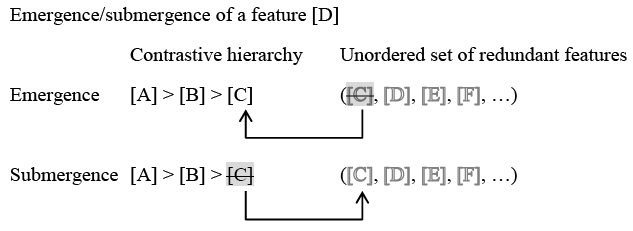 Emergence/submergence of a feature [D]
Contrastive hierarchy Unordered set of redundant features
Emergence [A] > [B] > [C] ([C], [D], [E], [F], …)
Submergence [A] > [B] > [C] ([C], [D], [E], [F], …)